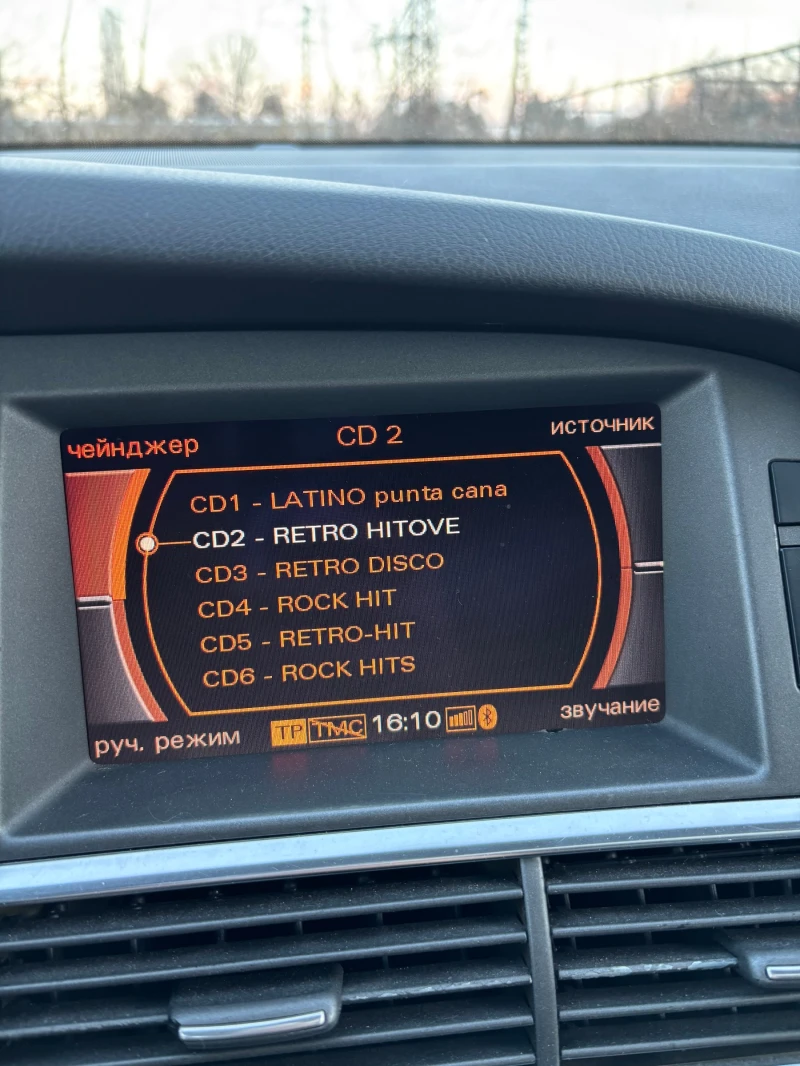 чейнджер CD 2 источник
CD1 - LATINO punta cana
CD2 - RETRO HITOVE
CD3 - RETRO DISCO
CD4 - ROCK HIT
CD5 - RETRO-HIT
CD6 - ROCK HITS
руч. режим TP TMC 16:10 звучание